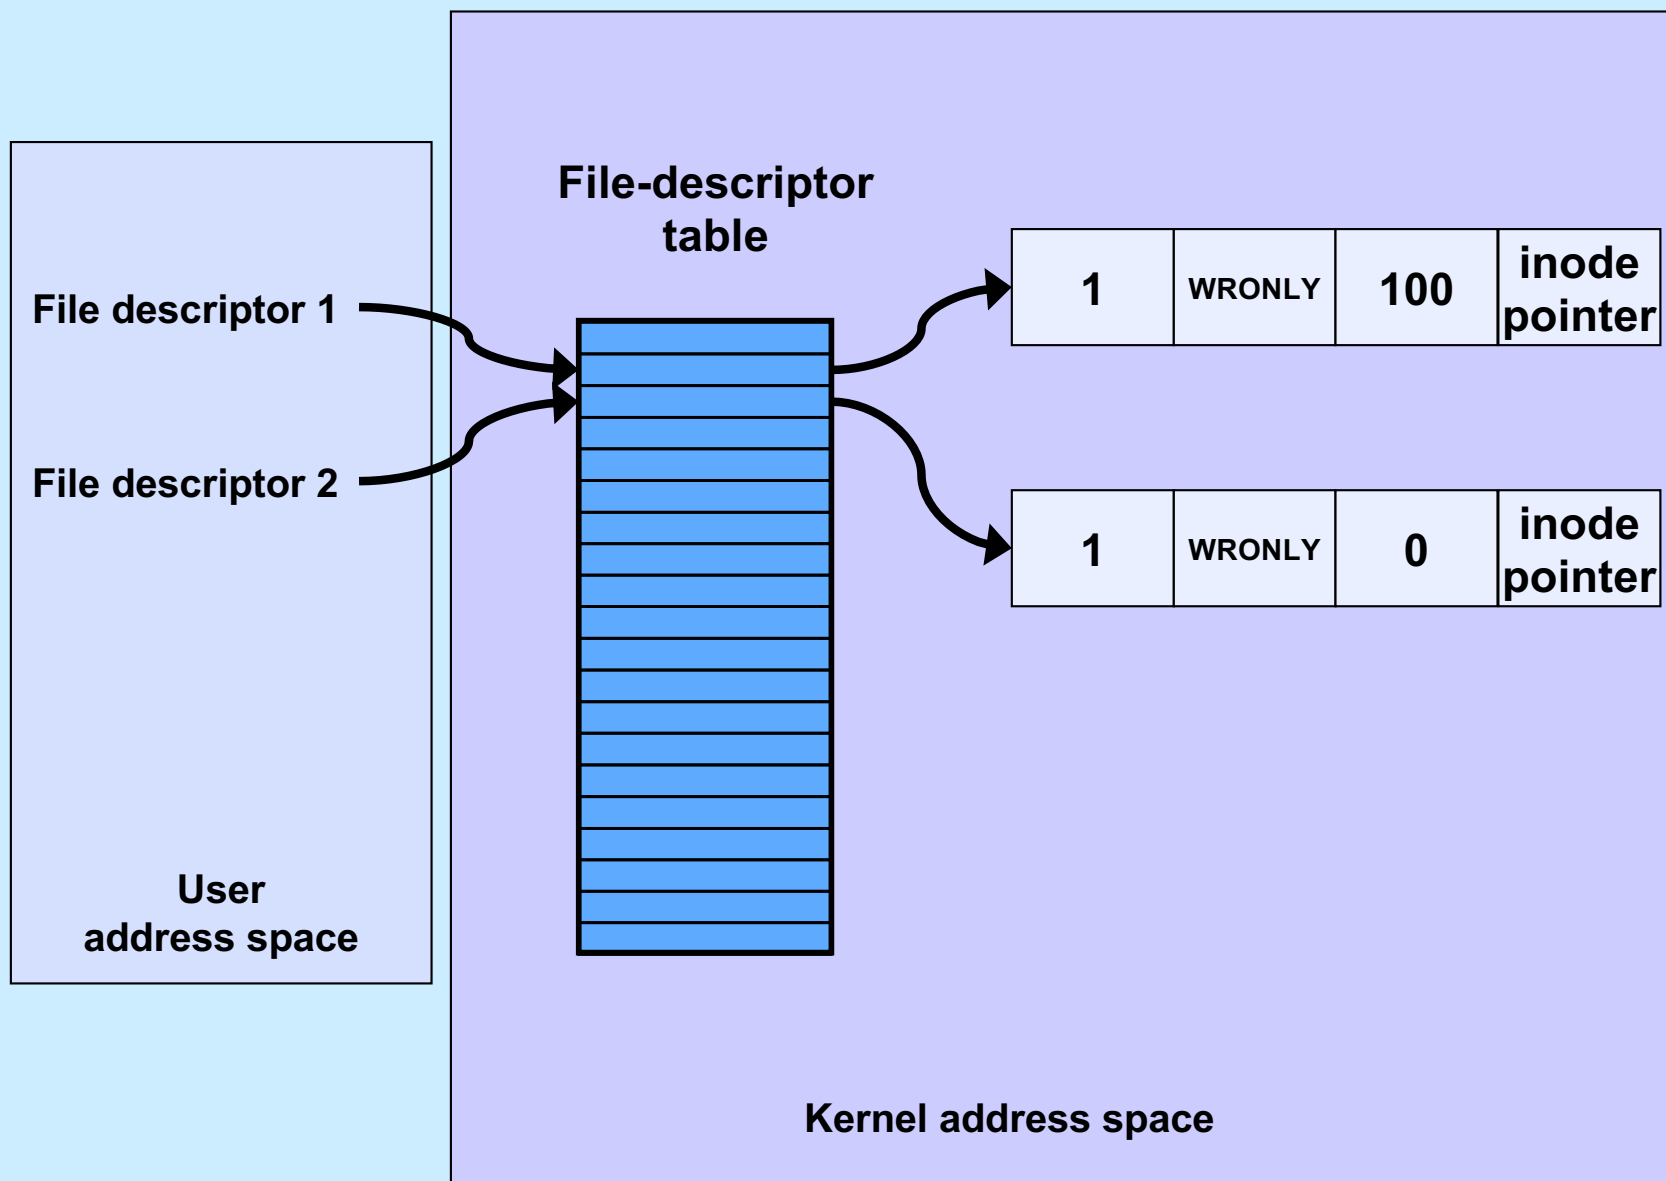 File-descriptor
table
File descriptor 1
1
WRONLY
100
inode
pointer
File descriptor 2
1
WRONLY
0
inode
pointer
User
address space
Kernel address space